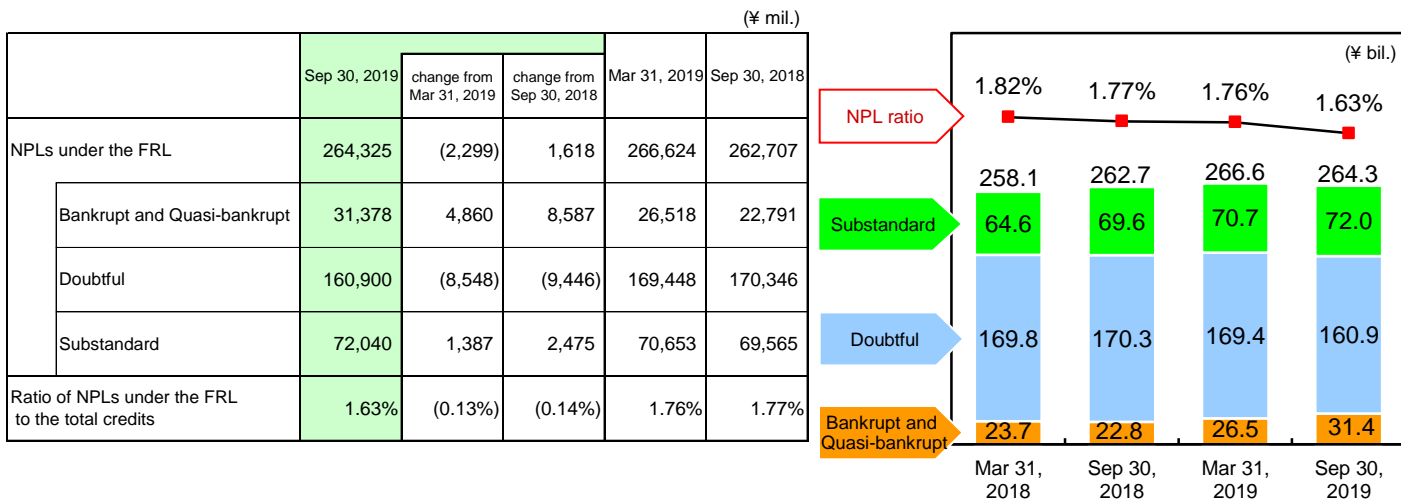 (¥ mil.)
Sep 30, 2019 change from Mar 31, 2019 change from Sep 30, 2018 Mar 31, 2019 Sep 30, 2018
NPLs under the FRL 264,325 (2,299) 1,618 266,624 262,707
Bankrupt and Quasi-bankrupt 31,378 4,860 8,587 26,518 22,791
Doubtful 160,900 (8,548) (9,446) 169,448 170,346
Substandard 72,040 1,387 2,475 70,653 69,565
Ratio of NPLs under the FRL
to the total credits 1.63% (0.13%) (0.14%) 1.76% 1.77%
(¥ bil.)
NPL ratio 1.82% 1.77% 1.76% 1.63%
258.1 262.7 266.6 264.3
Substandard 64.6 69.6 70.7 72.0
Doubtful 169.8 170.3 169.4 160.9
Bankrupt and
Quasi-bankrupt 23.7 22.8 26.5 31.4
Mar 31, Sep 30, Mar 31, Sep 30,
2018 2018 2019 2019